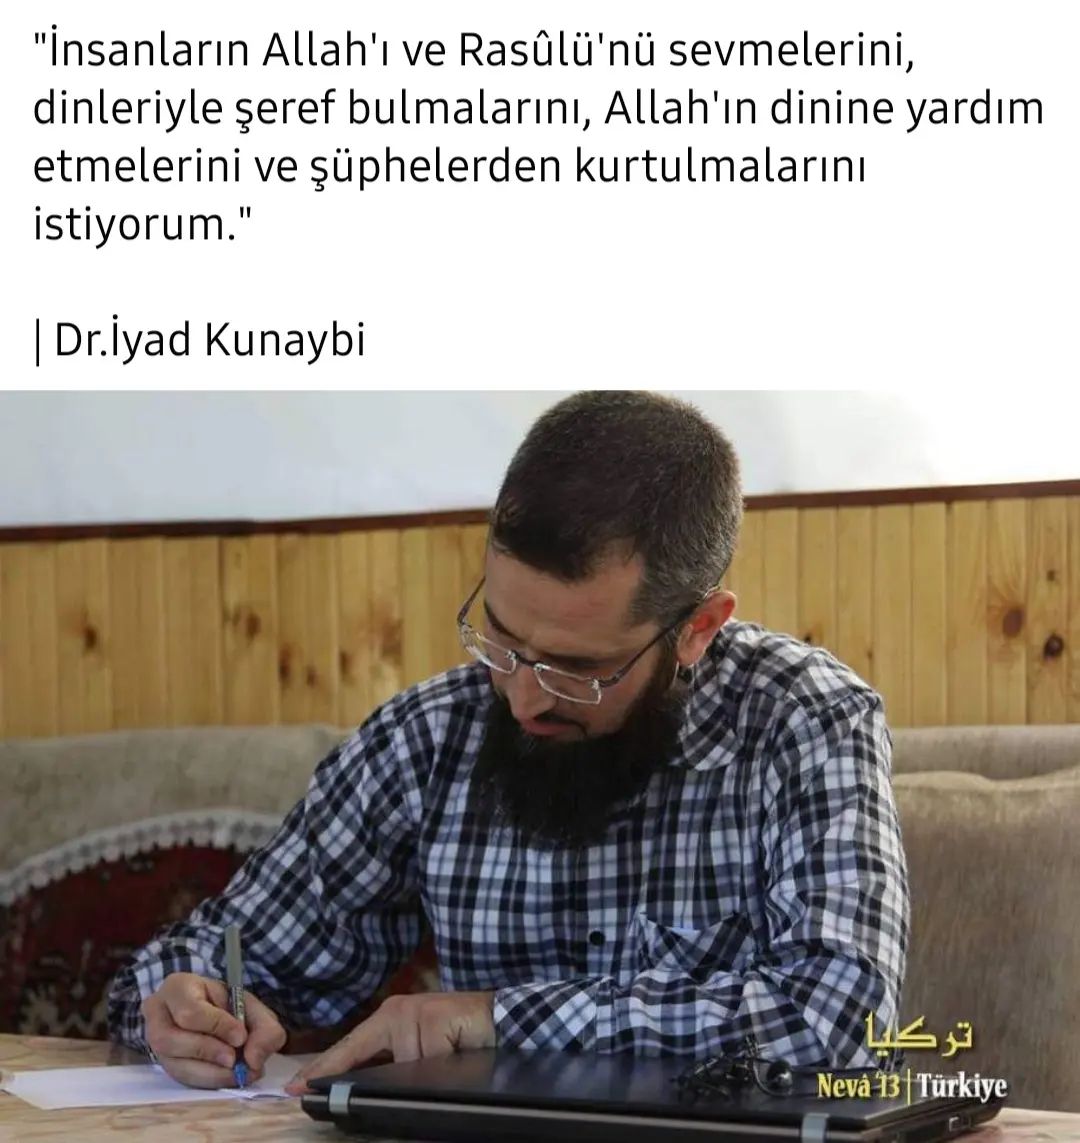 "İnsanların Allah'ı ve Rasûlü'nü sevmelerini,
dinleriyle şeref bulmalarını, Allah'ın dinine yardım
etmelerini ve şüphelerden kurtulmalarını
istiyorum."
| Dr.İyad Kunaybi
تركيا
Nevâ 13 | Türkiye